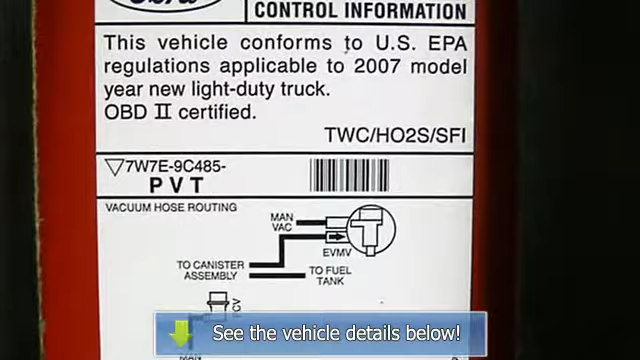 CONTROL INFORMATION
This vehicle conforms to U.S. EPA
regulations applicable to 2007 model
year new light-duty truck.
OBD II certified.
TWC/HO2S/SFI
7W7E-9C485-
PVT
VACUUM HOSE ROUTING
MAN
VAC
EVMV
TO CANISTER
ASSEMBLY
TO FUEL
TANK
MAN
See the vehicle details below!